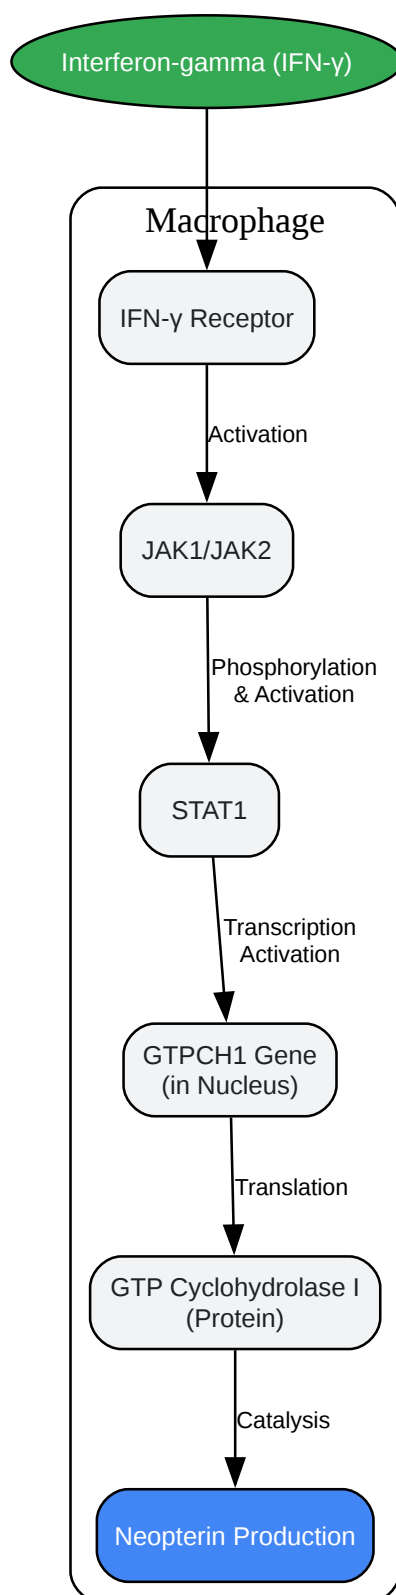 Interferon-gamma (IFN-γ)
Macrophage
IFN-γ Receptor
Activation
JAK1/JAK2
Phosphorylation
& Activation
STAT1
Transcription
Activation
GTPCH1 Gene
(in Nucleus)
Translation
GTP Cyclohydrolase I
(Protein)
Catalysis
Neopterin Production